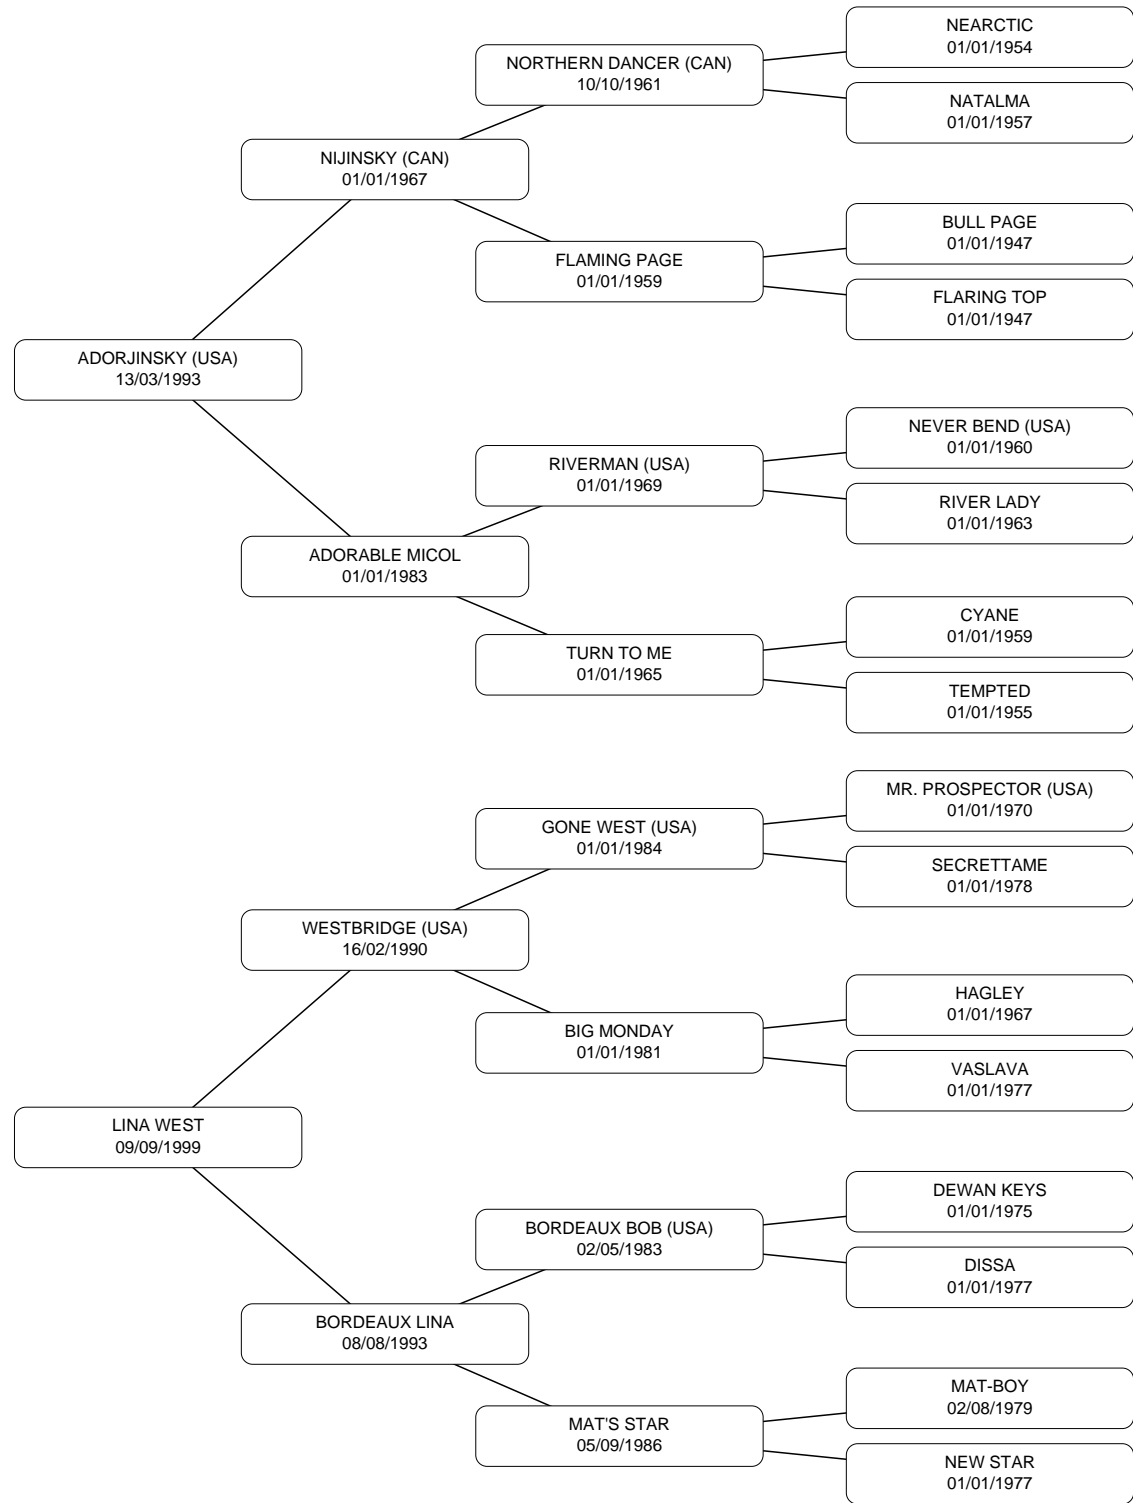 NEARCTIC
01/01/1954
NORTHERN DANCER (CAN)
10/10/1961
NATALMA
01/01/1957
NIJINSKY (CAN)
01/01/1967
BULL PAGE
01/01/1947
FLAMING PAGE
01/01/1959
FLARING TOP
01/01/1947
ADORJINSKY (USA)
13/03/1993
NEVER BEND (USA)
01/01/1960
RIVERMAN (USA)
01/01/1969
RIVER LADY
01/01/1963
ADORABLE MICOL
01/01/1983
CYANE
01/01/1959
TURN TO ME
01/01/1965
TEMPTED
01/01/1955
MR. PROSPECTOR (USA)
01/01/1970
GONE WEST (USA)
01/01/1984
SECRETTAME
01/01/1978
WESTBRIDGE (USA)
16/02/1990
HAGLEY
01/01/1967
BIG MONDAY
01/01/1981
VASLAVA
01/01/1977
LINA WEST
09/09/1999
DEWAN KEYS
01/01/1975
BORDEAUX BOB (USA)
02/05/1983
DISSA
01/01/1977
BORDEAUX LINA
08/08/1993
MAT-BOY
02/08/1979
MAT'S STAR
05/09/1986
NEW STAR
01/01/1977